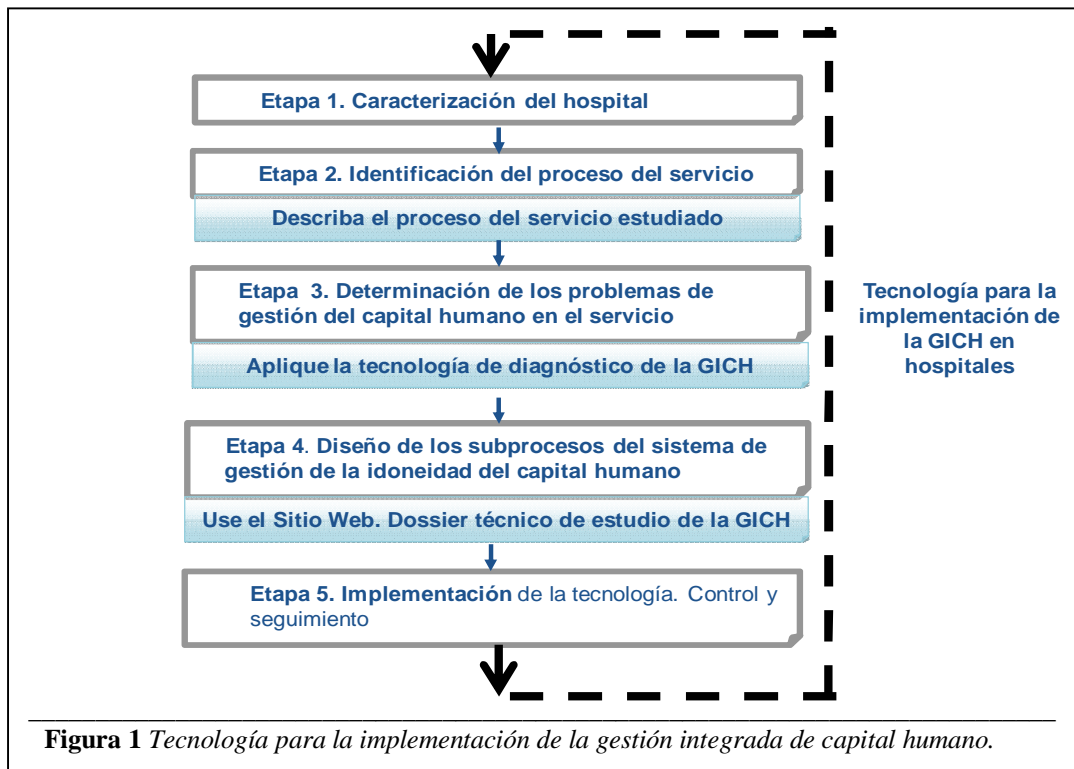 Etapa 1. Caracterización del hospital
Etapa 2. Identificación del proceso del servicio
Describa el proceso del servicio estudiado
Etapa 3. Determinación de los problemas de
gestión del capital humano en el servicio
Aplique la tecnología de diagnóstico de la GICH
Etapa 4. Diseño de los subprocesos del sistema de
gestión de la idoneidad del capital humano
Use el Sitio Web. Dossier técnico de estudio de la GICH
Etapa 5. Implementación de la tecnología. Control y
seguimiento
Tecnología para la
implementación de
la GICH en
hospitales
Figura 1 Tecnología para la implementación de la gestión integrada de capital humano.